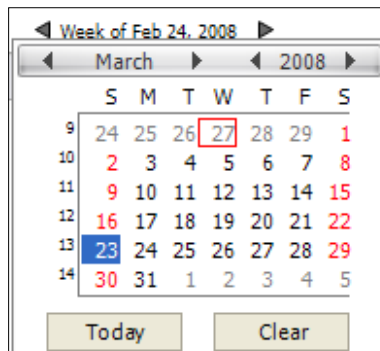 Week of Feb 24, 2008
March 2008
S M T W T F S
9 24 25 26 27 28 29 1
10 2 3 4 5 6 7 8
11 9 10 11 12 13 14 15
12 16 17 18 19 20 21 22
13 23 24 25 26 27 28 29
14 30 31 1 2 3 4 5
Today Clear